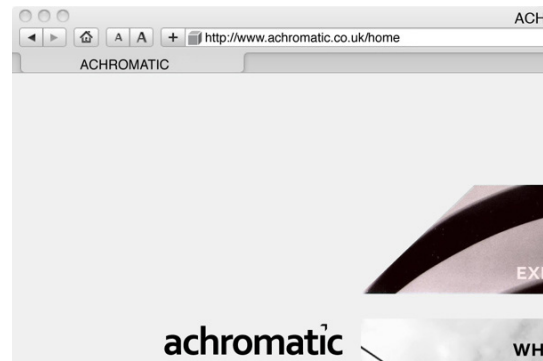 ACH
A A + http://www.achromatic.co.uk/home
ACHROMATIC
EX
achromatic
WH